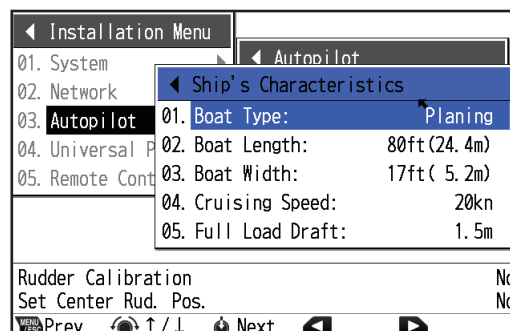 Installation Menu
Autopilot
01. System
02. Network
03. Autopilot
04. Universal P
05. Remote Cont
Ship's Characteristics
01. Boat Type: Planing
02. Boat Length: 80ft(24.4m)
03. Boat Width: 17ft( 5.2m)
04. Cruising Speed: 20kn
05. Full Load Draft: 1.5m
Rudder Calibration
Set Center Rud. Pos.
MENU/ESC Prev ↑/↓ Next